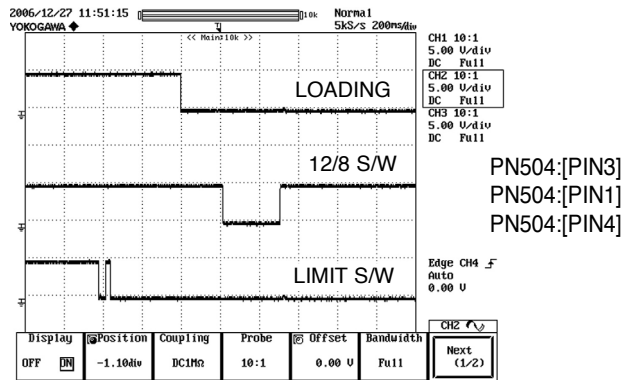 2006/12/27 11:51:15
10k
Normal
YOKOGAWA
5kS/s 200ms/div
<< Main:10k >>
CH1 10:1
5.00 V/div
DC Full
CH2 10:1
5.00 V/div
DC Full
CH3 10:1
5.00 V/div
DC Full
LOADING
12/8 S/W
LIMIT S/W
PN504:[PIN3]
PN504:[PIN1]
PN504:[PIN4]
Edge CH4
Auto
0.00 V
CH2
Display
OFF ON
Position
-1.10div
Coupling
DC1MΩ
Probe
10:1
Offset
0.00 V
Bandwidth
Full
Next
(1/2)